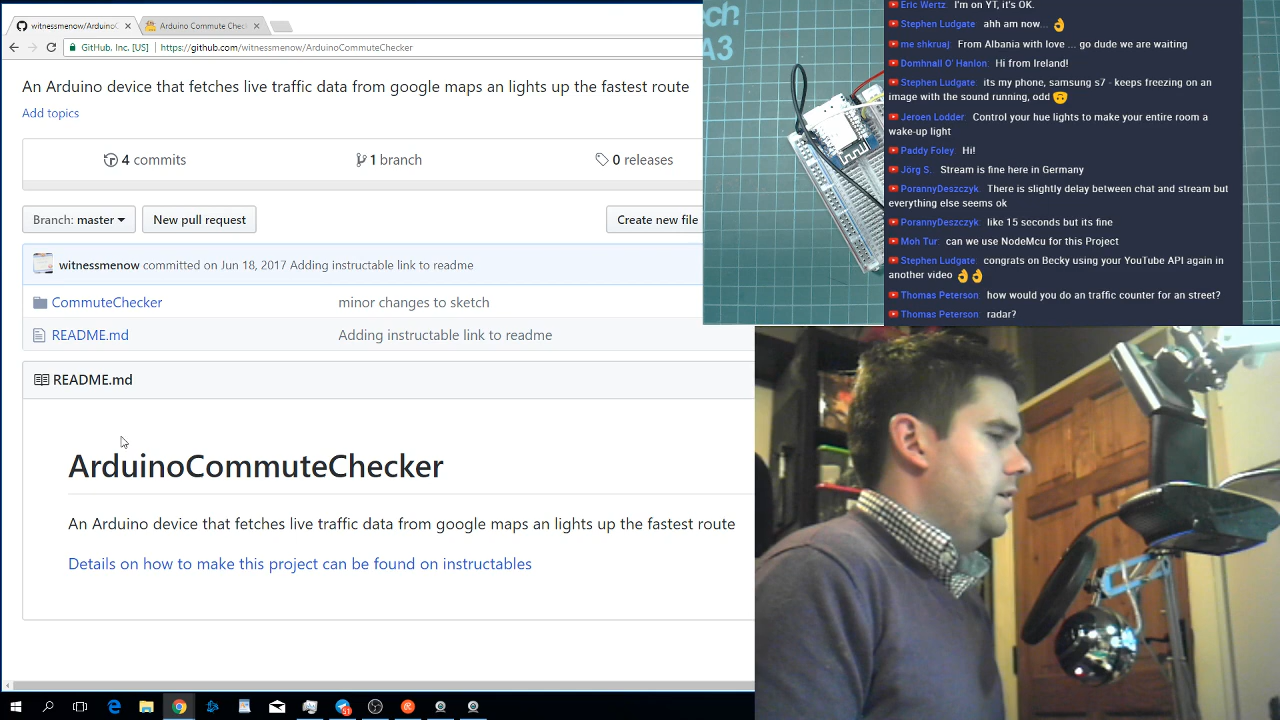 witnessmenow/Arduino
Arduino Commute Chec
GitHub, Inc. [US]
https://github.com/witnessmenow/ArduinoCommuteChecker
An Arduino device that fetches live traffic data from google maps an lights up the fastest route
Add topics
4 commits
1 branch
0 releases
Branch: master
New pull request
Create new file
witnessmenow committed on Jun 18, 2017 Adding instructable link to readme
CommuteChecker
minor changes to sketch
README.md
Adding instructable link to readme
README.md
ArduinoCommuteChecker
An Arduino device that fetches live traffic data from google maps an lights up the fastest route
Details on how to make this project can be found on instructables
A3
Eric Wertz: I'm on YT, it's OK.
Stephen Ludgate: ahh am now... 👌
me shkruaj: From Albania with love ... go dude we are waiting
Domhnall O' Hanlon: Hi from Ireland!
Stephen Ludgate: its my phone, samsung s7 - keeps freezing on an
image with the sound running, odd 🙃
Jeroen Lodder: Control your hue lights to make your entire room a
wake-up light
Paddy Foley: Hi!
Jörg S.: Stream is fine here in Germany
PorannyDeszczyk: There is slightly delay between chat and stream but
everything else seems ok
PorannyDeszczyk: like 15 seconds but its fine
Moh Tur: can we use NodeMcu for this Project
Stephen Ludgate: congrats on Becky using your YouTube API again in
another video 👌👌
Thomas Peterson: how would you do an traffic counter for an street?
Thomas Peterson: radar?
51